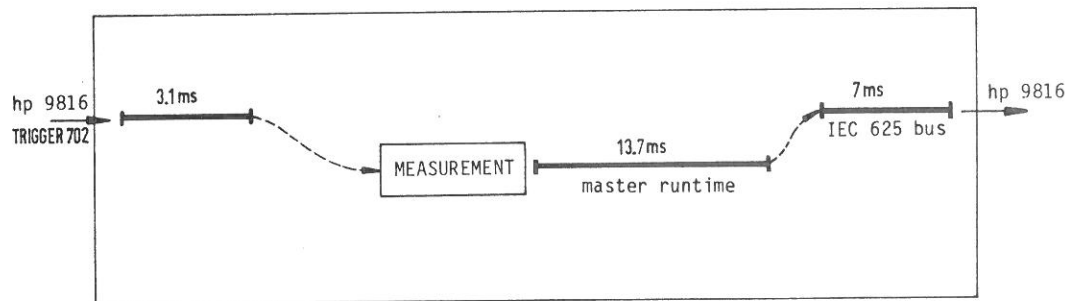 hp 9816
TRIGGER 702
3.1ms
MEASUREMENT
13.7ms
master runtime
7ms
IEC 625 bus
hp 9816